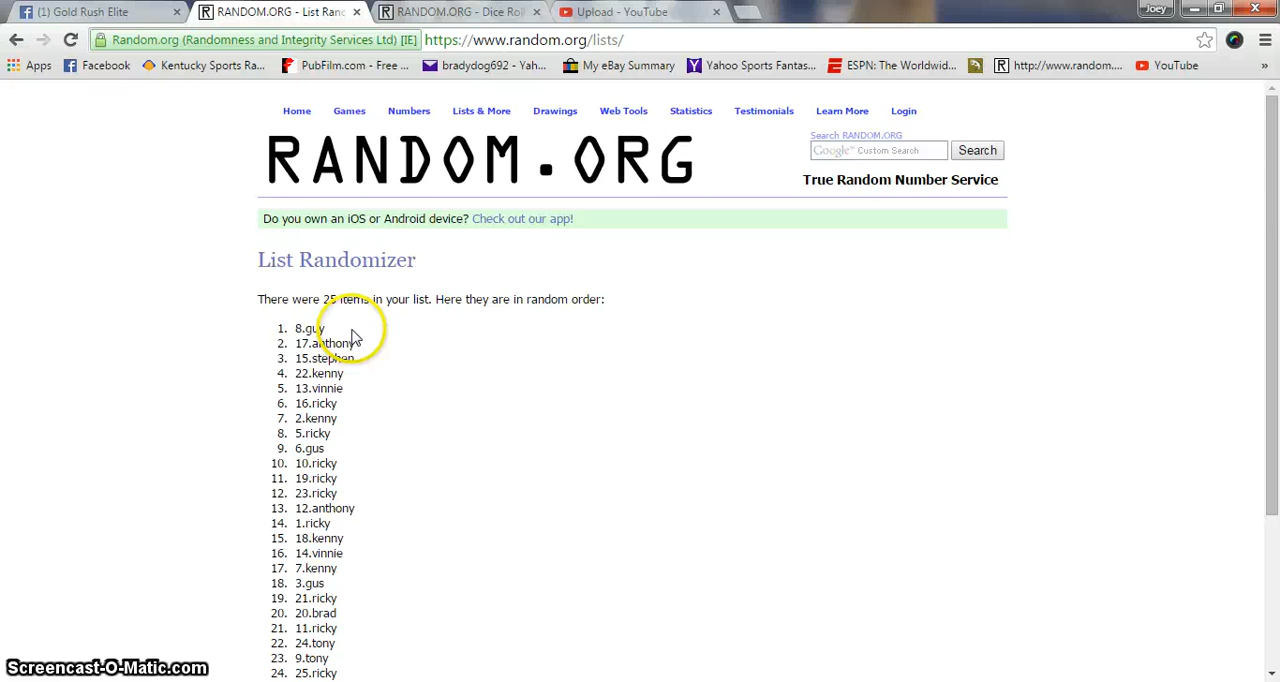 (1) Gold Rush Elite
RANDOM.ORG - List Ran
RANDOM.ORG - Dice Rol
Upload - YouTube
Joey
Random.org (Randomness and Integrity Services Ltd) [IE]
https://www.random.org/lists/
Apps
Facebook
Kentucky Sports Ra...
PubFilm.com - Free ...
bradydog692 - Yah...
My eBay Summary
Yahoo Sports Fantas...
ESPN: The Worldwid...
http://www.random....
YouTube
»
Home Games Numbers Lists & More Drawings Web Tools Statistics Testimonials Learn More Login
RANDOM.ORG
Search RANDOM.ORG
Google™ Custom Search
Search
True Random Number Service
Do you own an iOS or Android device? Check out our app!
List Randomizer
There were 25 items in your list. Here they are in random order:
1. 8.guy
2. 17.anthony
3. 15.stephen
4. 22.kenny
5. 13.vinnie
6. 16.ricky
7. 2.kenny
8. 5.ricky
9. 6.gus
10. 10.ricky
11. 19.ricky
12. 23.ricky
13. 12.anthony
14. 1.ricky
15. 18.kenny
16. 14.vinnie
17. 7.kenny
18. 3.gus
19. 21.ricky
20. 20.brad
21. 11.ricky
22. 24.tony
23. 9.tony
24. 25.ricky
Screencast-O-Matic.com